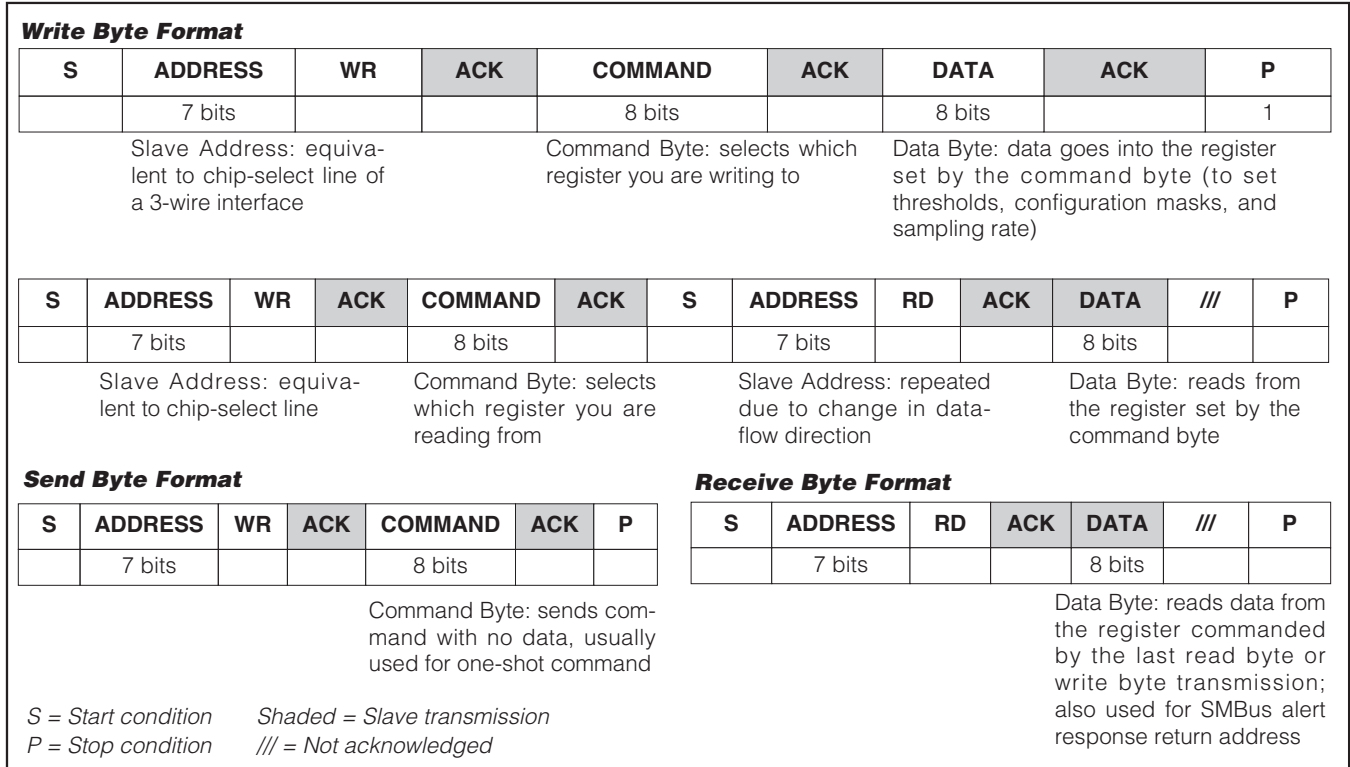 Write Byte Format
S ADDRESS WR ACK COMMAND ACK DATA ACK P
7 bits 8 bits 8 bits 1
Slave Address: equiva-
lent to chip-select line of
a 3-wire interface
Command Byte: selects which
register you are writing to
Data Byte: data goes into the register
set by the command byte (to set
thresholds, configuration masks, and
sampling rate)
S ADDRESS WR ACK COMMAND ACK S ADDRESS RD ACK DATA /// P
7 bits 8 bits 7 bits 8 bits
Slave Address: equiva-
lent to chip-select line
Command Byte: selects
which register you are
reading from
Slave Address: repeated
due to change in data-
flow direction
Data Byte: reads from
the register set by the
command byte
Send Byte Format
S ADDRESS WR ACK COMMAND ACK P
7 bits 8 bits
Command Byte: sends com-
mand with no data, usually
used for one-shot command
Receive Byte Format
S ADDRESS RD ACK DATA /// P
7 bits 8 bits
Data Byte: reads data from
the register commanded
by the last read byte or
write byte transmission;
also used for SMBus alert
response return address
S = Start condition Shaded = Slave transmission
P = Stop condition /// = Not acknowledged